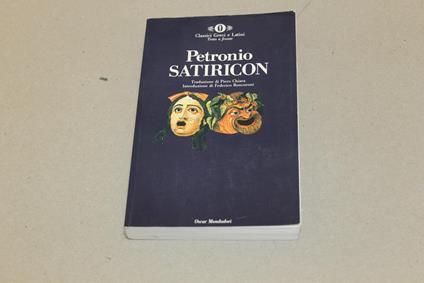 Classici Greci e Latini
Testo a fronte
Petronio
SATIRICON
Traduzione di Piero Chiara
Introduzione di Federico Roncoroni
Oscar Mondadori